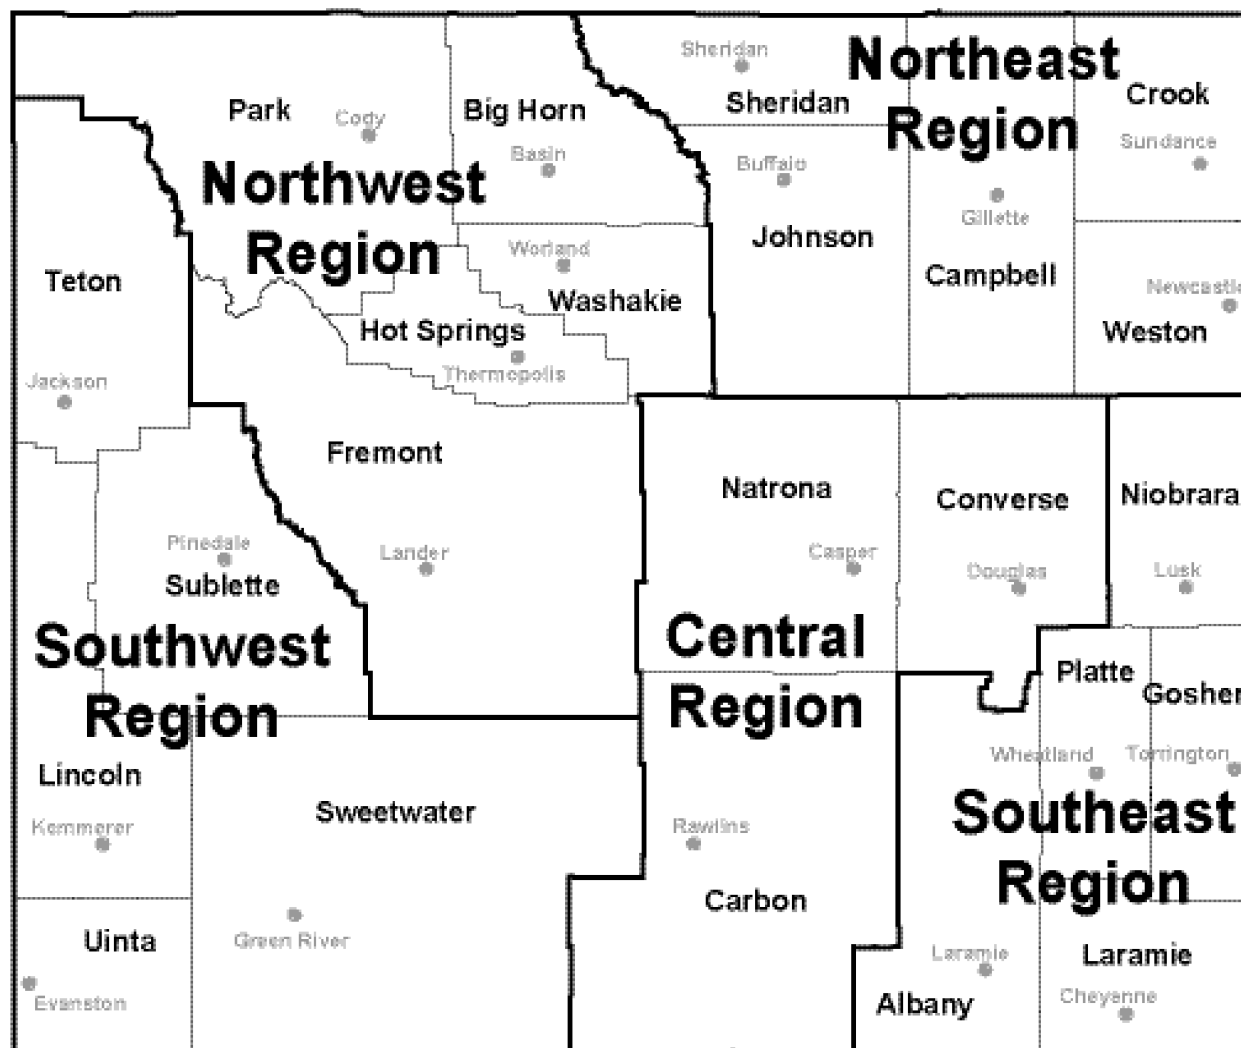 Sheridan
Northeast
Region
Crook
Park
Cody
Big Horn
Sheridan
Sundance
Basin
Buffalo
Northwest
Region
Gillette
Johnson
Worland
Teton
Campbell
Newcastle
Washakie
Hot Springs
Weston
Thermopolis
Jackson
Fremont
Natrona
Converse
Niobrara
Pinedale
Lander
Casper
Douglas
Lusk
Sublette
Southwest
Region
Central
Region
Platte
Goshen
Wheatland
Torrington
Lincoln
Sweetwater
Southeast
Region
Kemmerer
Rawlins
Carbon
Uinta
Green River
Laramie
Laramie
Evanston
Albany
Cheyenne